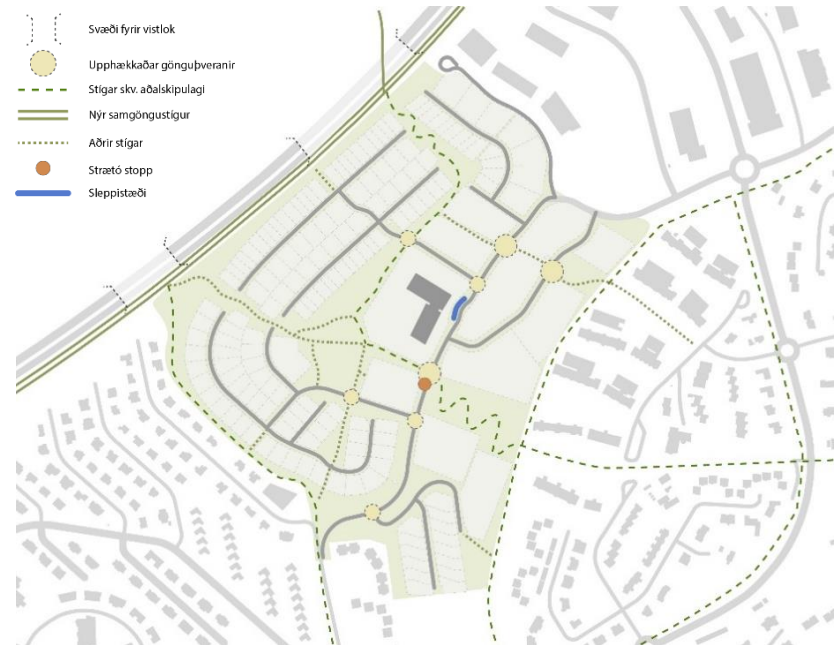 Svæði fyrir vistlok
Upphækkaðar gönguþveranir
Stígar skv. aðalskipulagi
Nýr samgöngustígur
Aðrir stígar
Strætó stopp
Sleppistæði